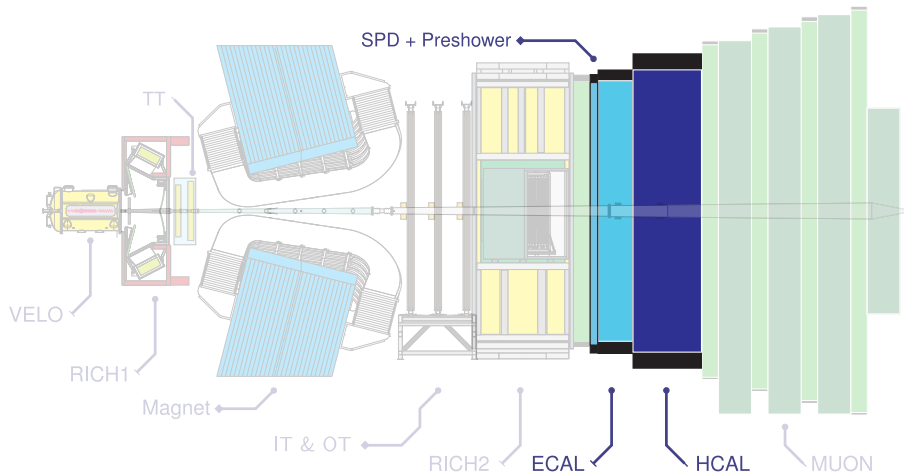 SPD + Preshower
TT
VELO
RICH1
Magnet
IT & OT
RICH2
ECAL
HCAL
MUON